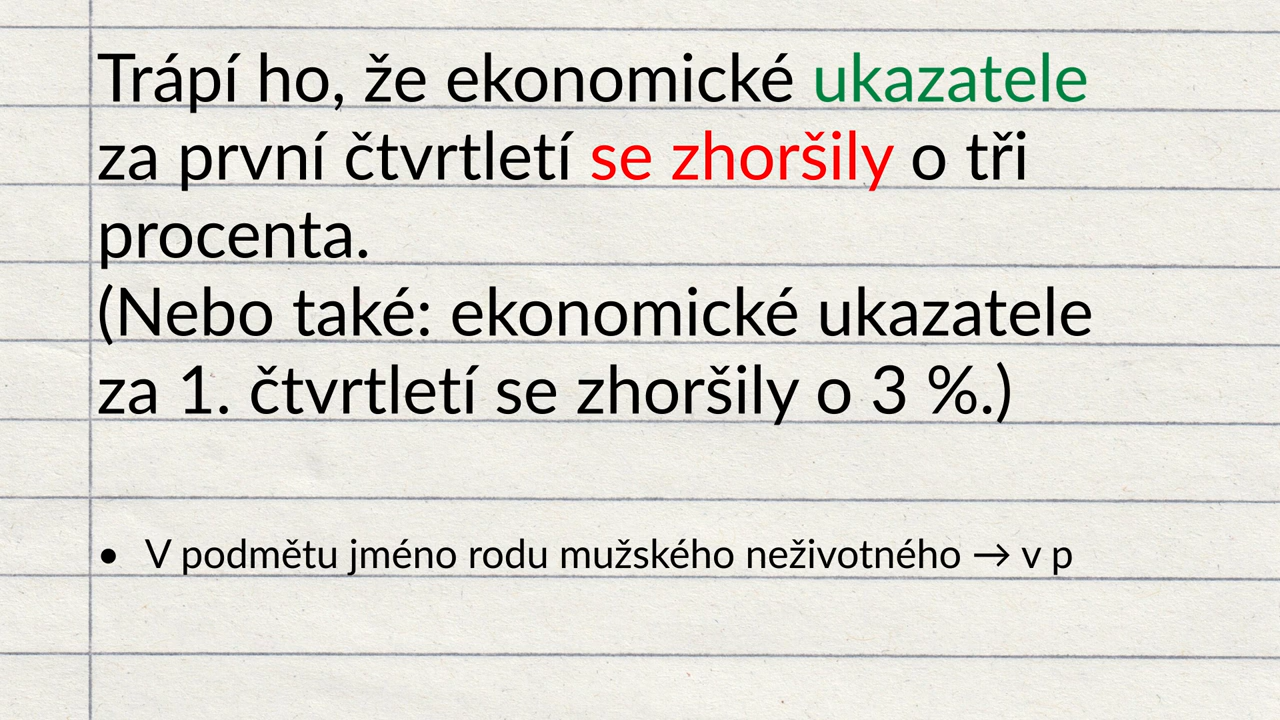 Trápí ho, že ekonomické ukazatele
za první čtvrtletí se zhoršily o tři
procenta.
(Nebo také: ekonomické ukazatele
za 1. čtvrtletí se zhoršily o 3 %.)
• V podmětu jméno rodu mužského neživotného → v p